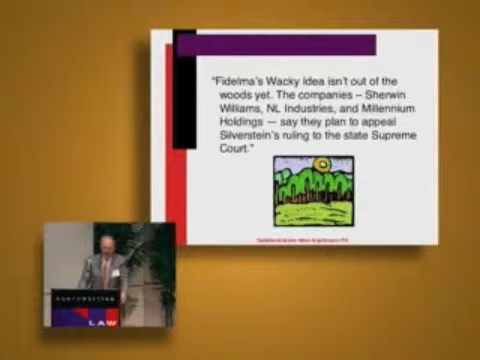 "Fidelma's Wacky Idea isn't out of the
woods yet. The companies – Sherwin
Williams, NL Industries, and Millennium
Holdings — say they plan to appeal
Silverstein's ruling to the state Supreme
Court."
LAW